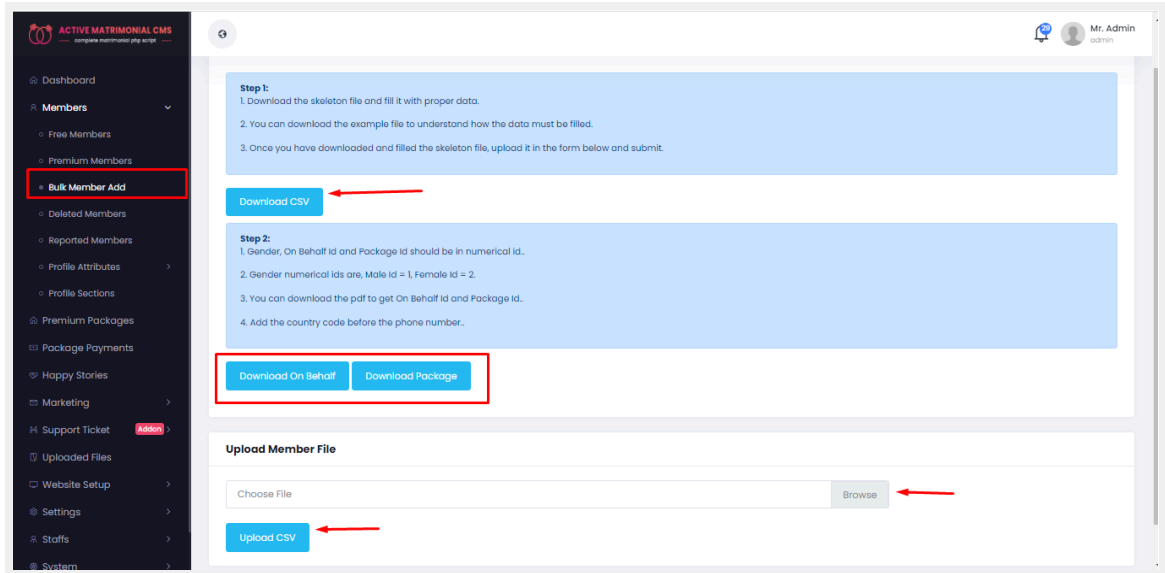 ACTIVE MATRIMONIAL CMS
complete matrimonial php script
29
Mr. Admin
admin
Dashboard
Members
Free Members
Premium Members
Bulk Member Add
Deleted Members
Reported Members
Profile Attributes
Profile Sections
Premium Packages
Package Payments
Happy Stories
Marketing
Support Ticket Addon
Uploaded Files
Website Setup
Settings
Staffs
System
Step 1:
1. Download the skeleton file and fill it with proper data.
2. You can download the example file to understand how the data must be filled.
3. Once you have downloaded and filled the skeleton file, upload it in the form below and submit.
Download CSV
Step 2:
1. Gender, On Behalf Id and Package Id should be in numerical id..
2. Gender numerical ids are, Male Id = 1, Female Id = 2.
3. You can download the pdf to get On Behalf Id and Package Id..
4. Add the country code before the phone number..
Download On Behalf Download Package
Upload Member File
Choose File Browse
Upload CSV